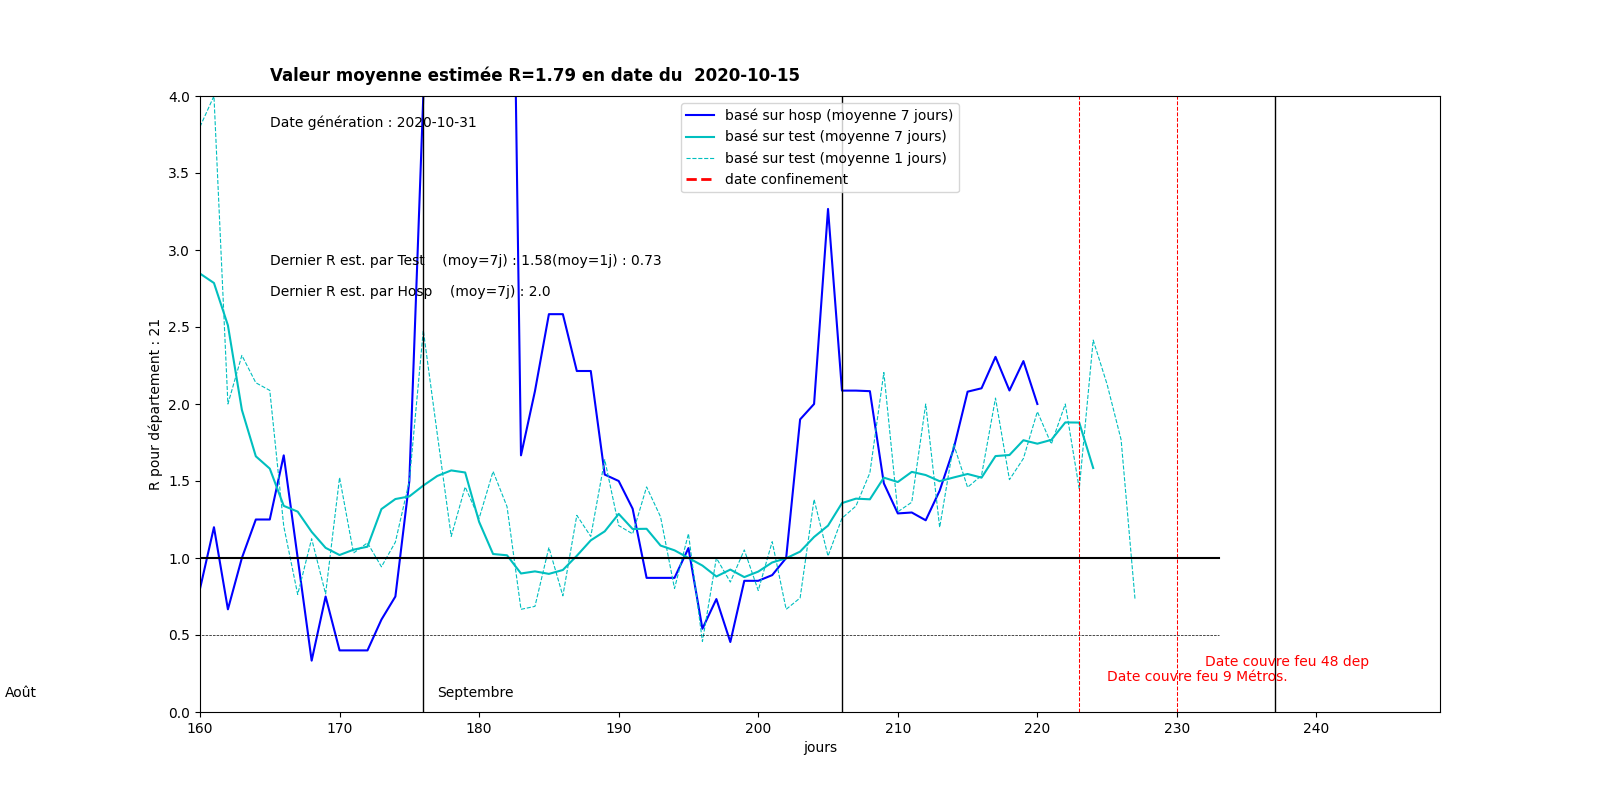 Valeur moyenne estimée R=1.79 en date du  2020-10-15
4.0
Date génération : 2020-10-31
basé sur hosp (moyenne 7 jours)
basé sur test (moyenne 7 jours)
basé sur test (moyenne 1 jours)
date confinement
3.5
3.0
Dernier R est. par Test    (moy=7j) : 1.58(moy=1j) : 0.73
Dernier R est. par Hosp    (moy=7j) : 2.0
2.5
2.0
1.5
1.0
0.5
0.0
R pour département : 21
Date couvre feu 48 dep
Date couvre feu 9 Métros.
Août
Septembre
160 170 180 190 200 210 220 230 240
jours